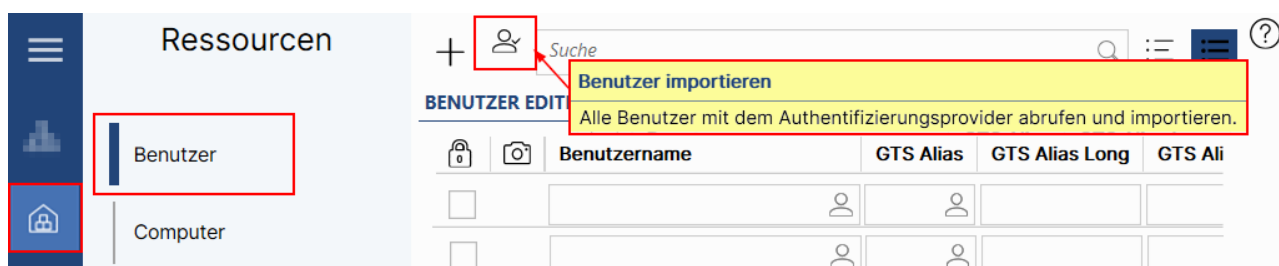 Ressourcen
Suche
Benutzer importieren
BENUTZER EDITI
Alle Benutzer mit dem Authentifizierungsprovider abrufen und importieren.
Benutzer
Benutzername GTS Alias GTS Alias Long GTS Ali
Computer